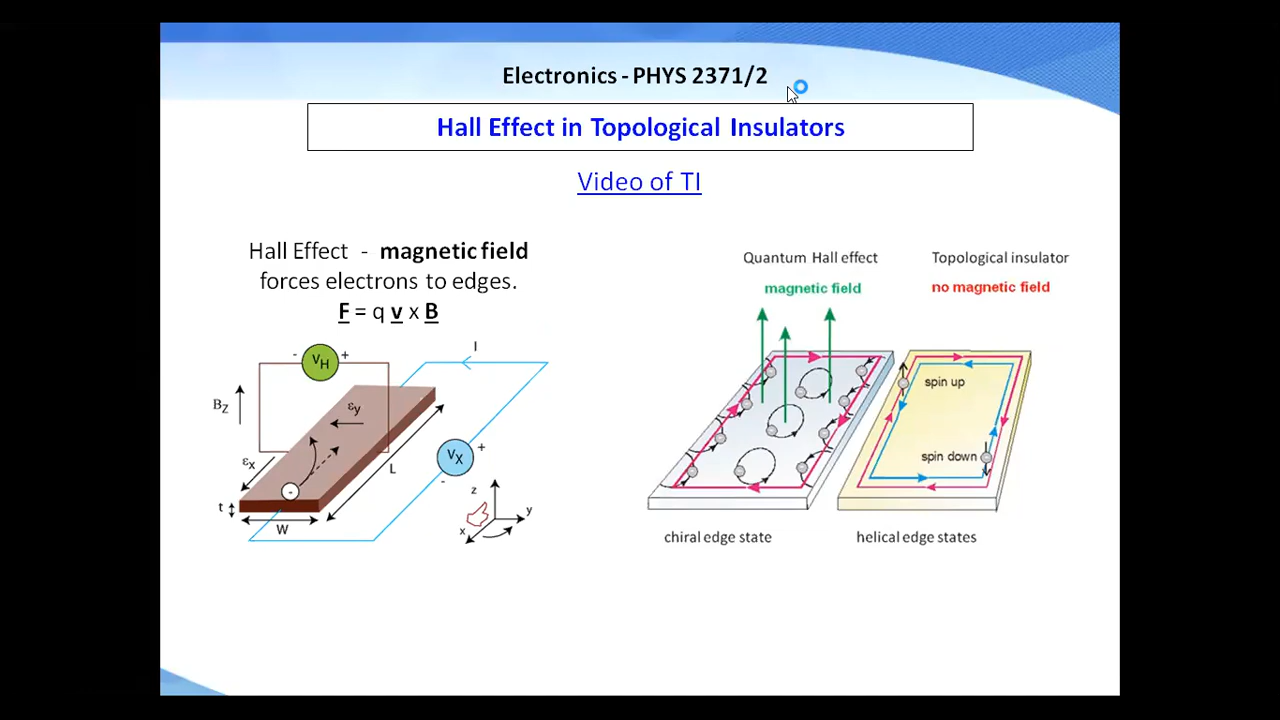 Electronics - PHYS 2371/2
Hall Effect in Topological Insulators
Video of TI
Hall Effect - magnetic field
forces electrons to edges.
F = q v x B
- VH +
I
BZ
εy
εx
L
VX
+
-
t
W
-
z
y
x
Quantum Hall effect
magnetic field
chiral edge state
Topological insulator
no magnetic field
spin up
spin down
helical edge states